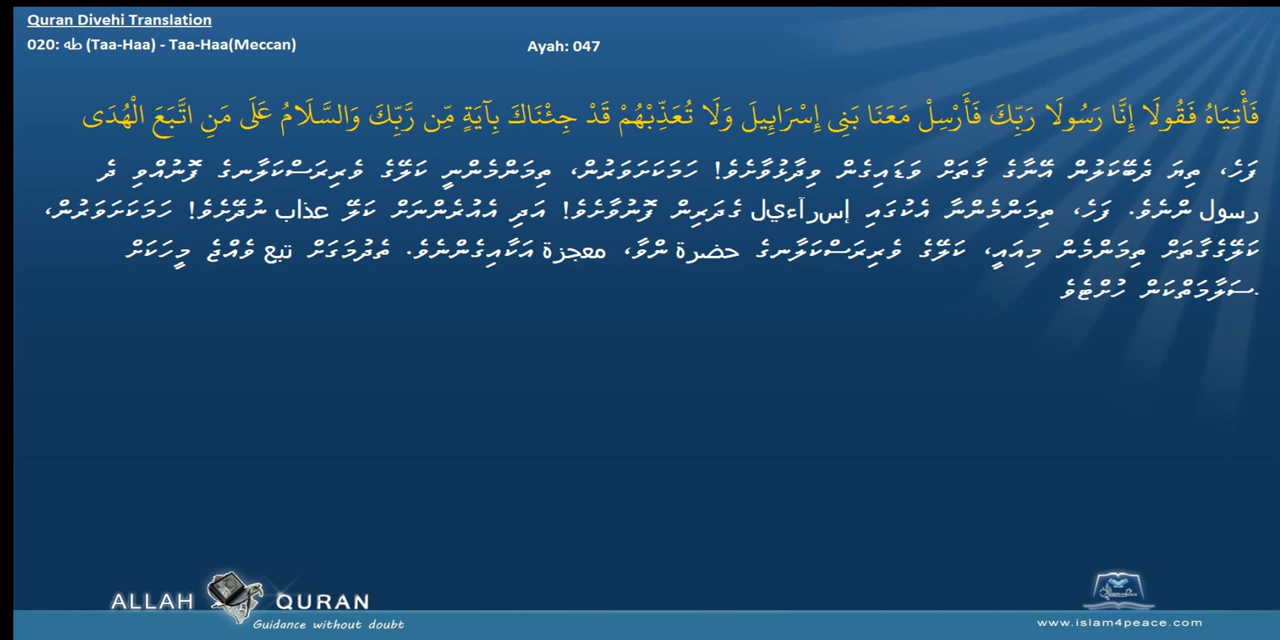 Quran Divehi Translation
020: طه (Taa-Haa) - Taa-Haa(Meccan)
Ayah: 047
فَأْتِيَاهُ فَقُولَا إِنَّا رَسُولَا رَبِّكَ فَأَرْسِلْ مَعَنَا بَنِي إِسْرَائِيلَ وَلَا تُعَذِّبْهُمْ قَدْ جِئْنَاكَ بِآيَةٍ مِّن رَّبِّكَ وَالسَّلَامُ عَلَى مَنِ اتَّبَعَ الْهُدَى
ފަހެ، ތިޔަ ދެބޭކަލުން އޭނާގެ ގާތަށް ވަޑައިގެން ވިދާޅުވާށެވެ! ހަމަކަށަވަރުން، ތިމަންމެންނީ ކަލޭގެ ވެރިރަސްކަލާނގެ ފޮނުއްވި ދެ
رسول ންނެވެ. ފަހެ، ތިމަންމެންނާ އެކުގައި إسرآءيل ގެދަރިން ފޮނުވާށެވެ! އަދި އެއުރެންނަށް ކަލޭ عذاب ނުދޭށެވެ! ހަމަކަށަވަރުން،
ކަލޭގެގާތަށް ތިމަންމެން މިއައީ، ކަލޭގެ ވެރިރަސްކަލާނގެ حضرة ންވާ، معجزة އަކާއިގެންނެވެ. ތެދުމަގަށް تبع ވެއްޖެ މީހަކަށް
ސަލާމަތްކަން ހުށްޓެވެ.
ALLAH QURAN
Guidance without doubt
www.islam4peace.com